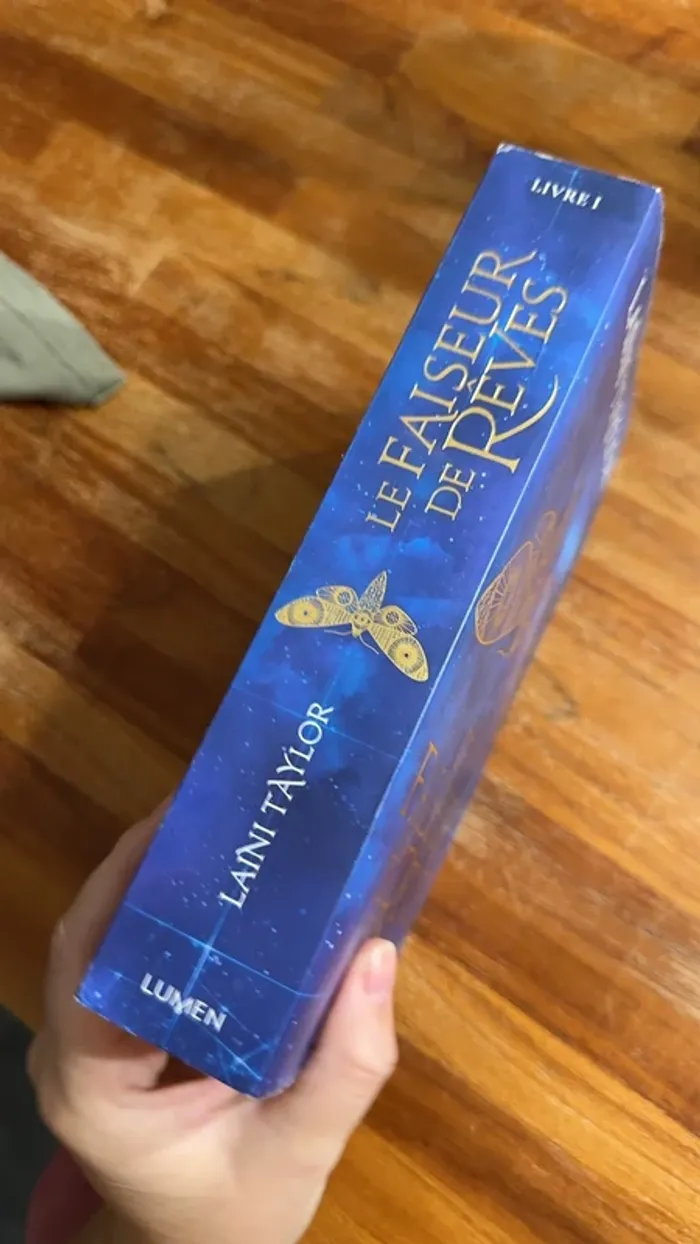 LIVRE I
LE FAISEUR
DE RÊVES
LAINI TAYLOR
LUMEN